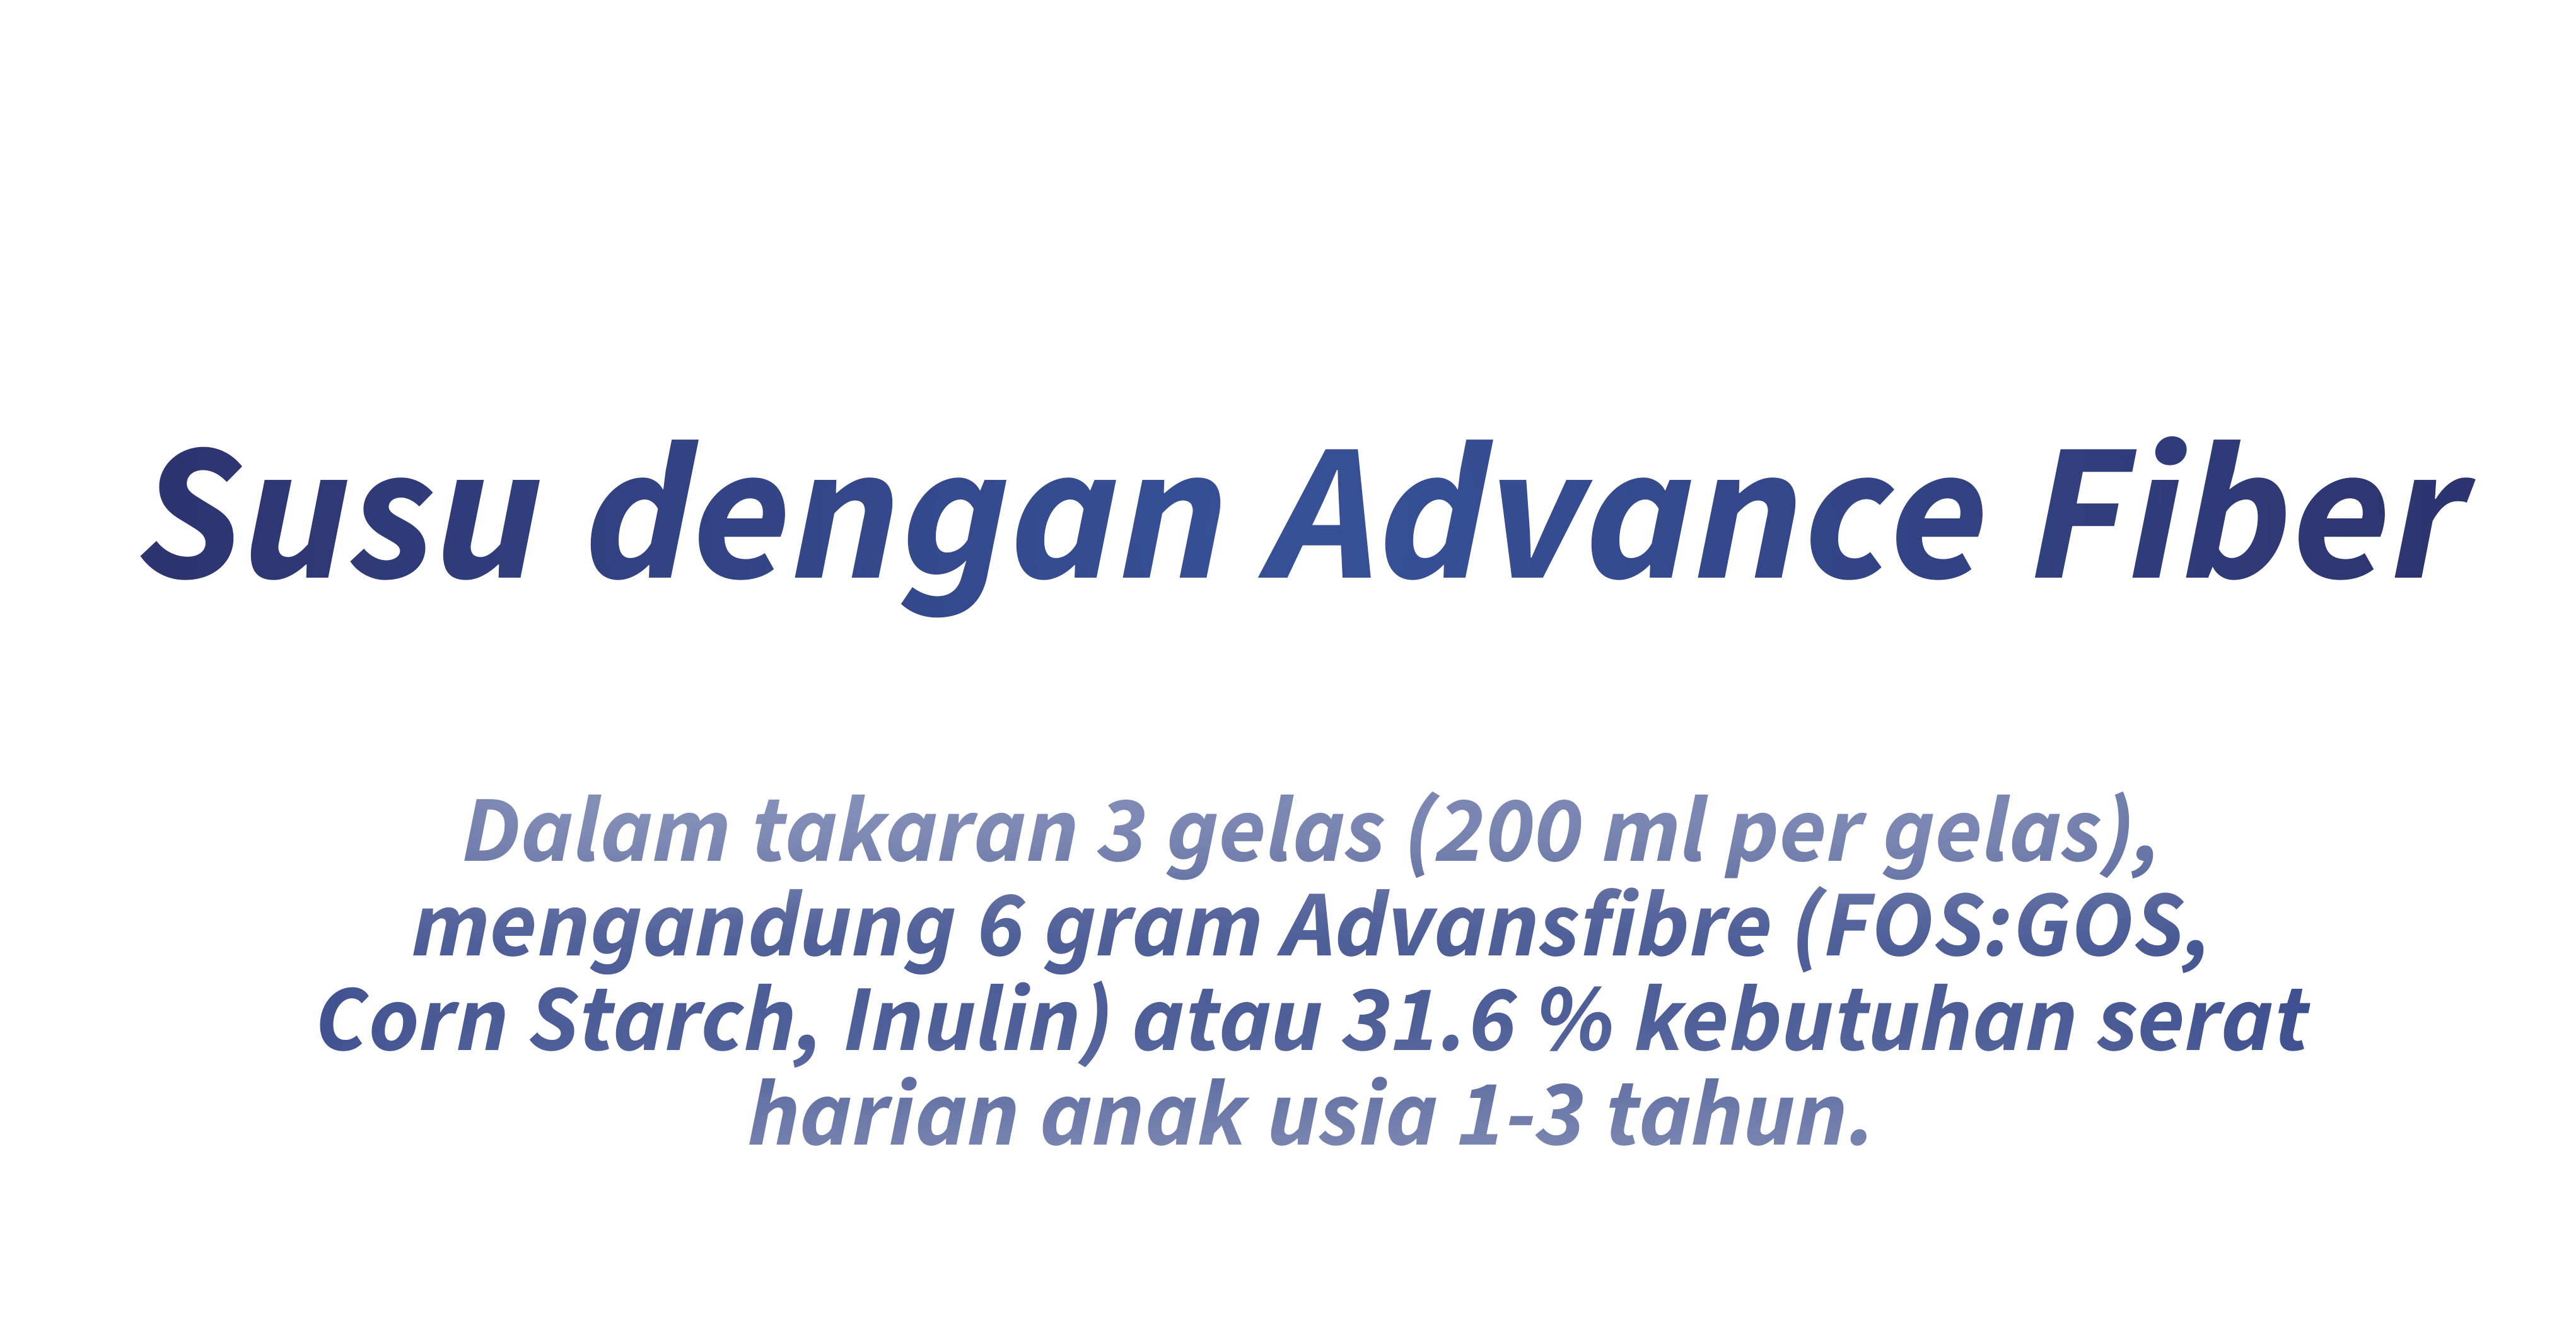 Susu dengan Advance Fiber
Dalam takaran 3 gelas (200 ml per gelas),
mengandung 6 gram Advansfibre (FOS:GOS,
Corn Starch, Inulin) atau 31.6 % kebutuhan serat
harian anak usia 1-3 tahun.